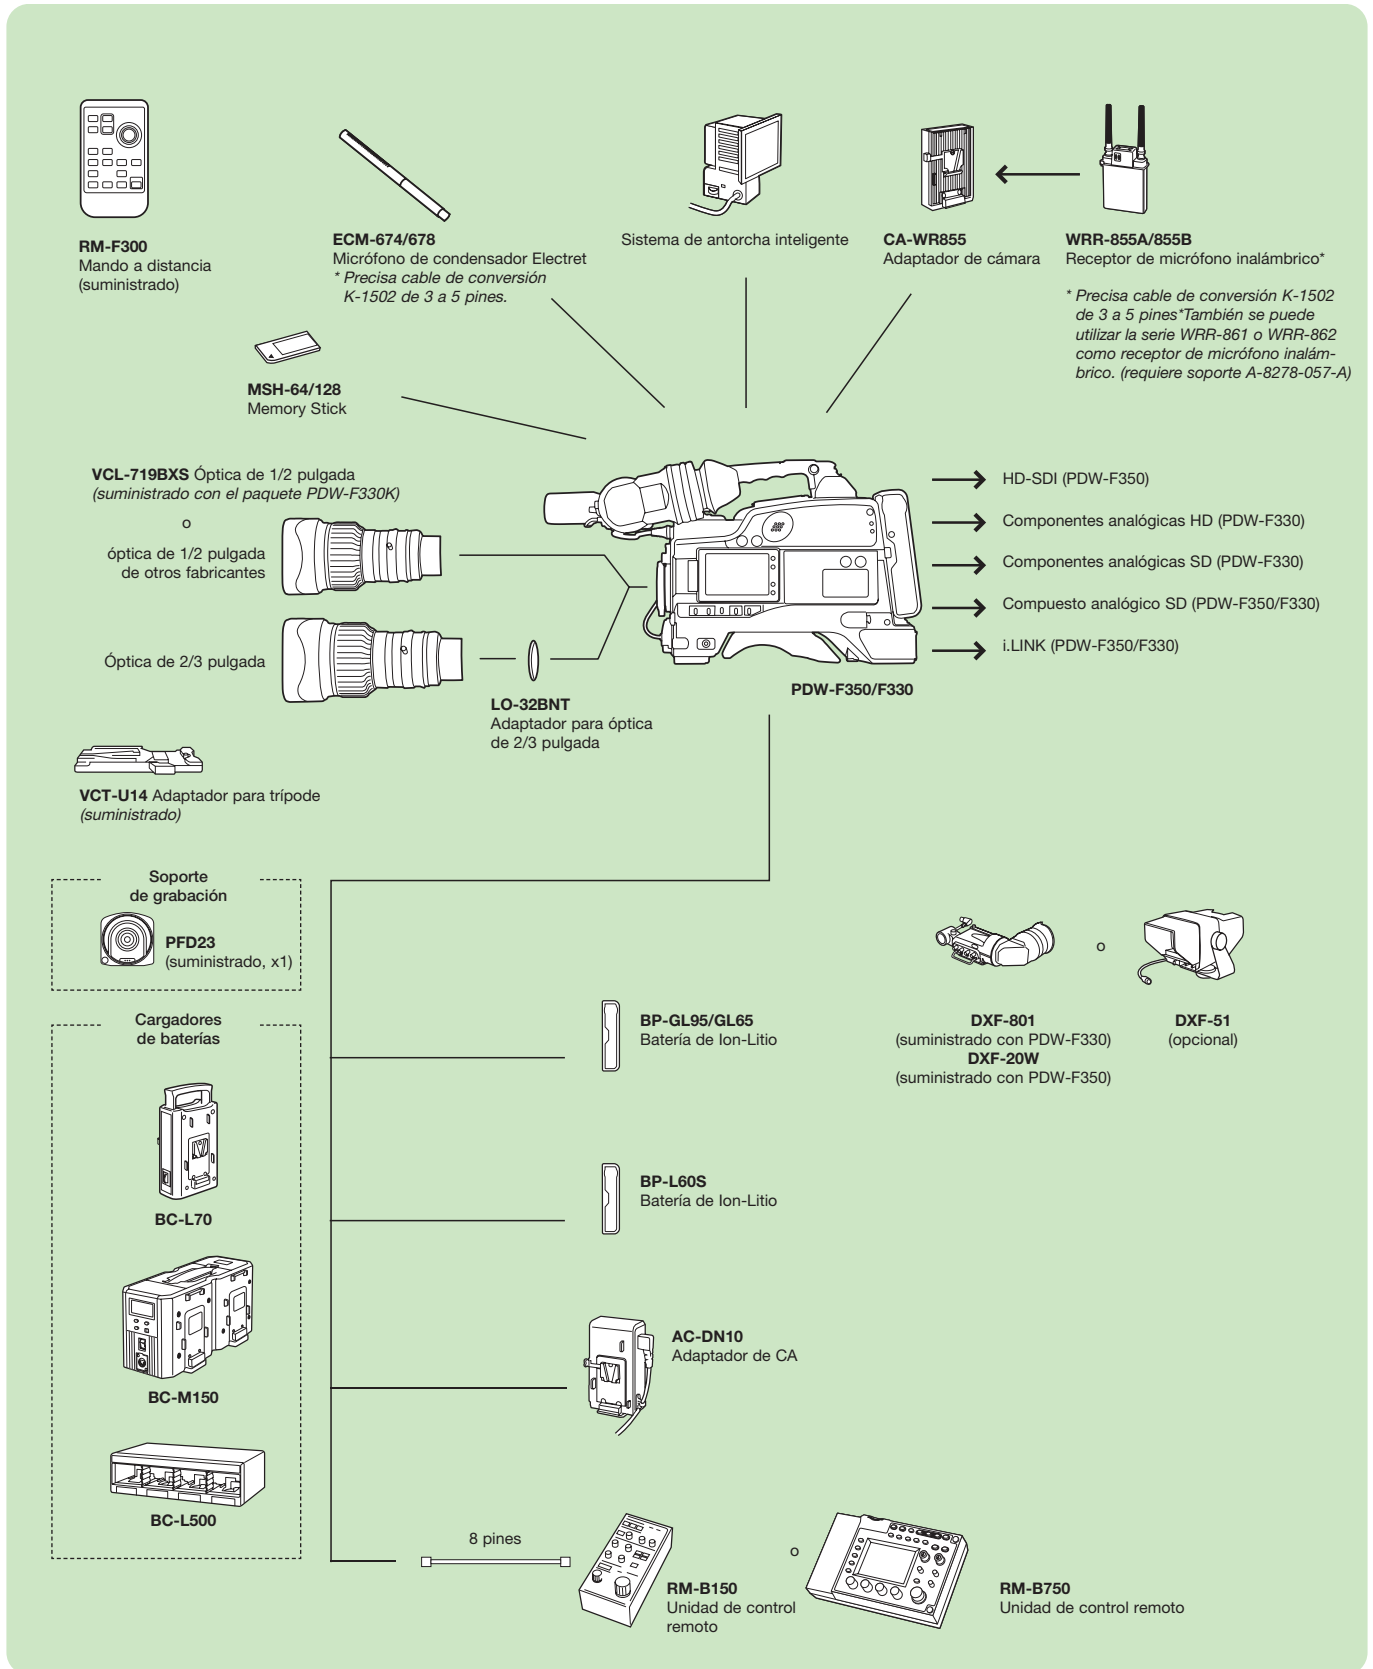 RM-F300
Mando a distancia
(suministrado)
ECM-674/678
Micrófono de condensador Electret
* Precisa cable de conversión
K-1502 de 3 a 5 pines.
Sistema de antorcha inteligente
CA-WR855
Adaptador de cámara
WRR-855A/855B
Receptor de micrófono inalámbrico*
* Precisa cable de conversión K-1502
de 3 a 5 pines*También se puede
utilizar la serie WRR-861 o WRR-862
como receptor de micrófono inalám-
brico. (requiere soporte A-8278-057-A)
MSH-64/128
Memory Stick
VCL-719BXS Óptica de 1/2 pulgada
(suministrado con el paquete PDW-F330K)
o
óptica de 1/2 pulgada
de otros fabricantes
Óptica de 2/3 pulgada
LO-32BNT
Adaptador para óptica
de 2/3 pulgada
HD-SDI (PDW-F350)
Componentes analógicas HD (PDW-F330)
Componentes analógicas SD (PDW-F330)
Compuesto analógico SD (PDW-F350/F330)
i.LINK (PDW-F350/F330)
PDW-F350/F330
VCT-U14 Adaptador para trípode
(suministrado)
Soporte
de grabación
PFD23
(suministrado, x1)
Cargadores
de baterías
BC-L70
BC-M150
BC-L500
BP-GL95/GL65
Batería de Ion-Litio
DXF-801
(suministrado con PDW-F330)
DXF-20W
(suministrado con PDW-F350)
o
DXF-51
(opcional)
BP-L60S
Batería de Ion-Litio
AC-DN10
Adaptador de CA
8 pines
RM-B150
Unidad de control
remoto
o
RM-B750
Unidad de control remoto